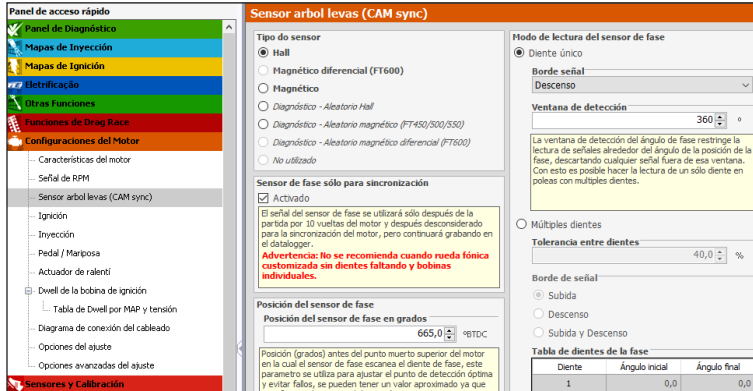 Panel de acceso rápido
Panel de Diagnóstico
Mapas de Inyección
Mapas de Ignición
Eletrificação
Otras Funciones
Funciones de Drag Race
Configuraciones del Motor
Características del motor
Señal de RPM
Sensor arbol levas (CAM sync)
Ignición
Inyección
Pedal / Mariposa
Actuador de ralentí
Dwell de la bobina de ignición
Tabla de Dwell por MAP y tensión
Diagrama de conexión del cableado
Opciones del ajuste
Opciones avanzadas del ajuste
Sensores y Calibración
Sensor arbol levas (CAM sync)
Tipo do sensor
Hall
Magnético diferencial (FT600)
Magnético
Diagnóstico - Aleatorio Hall
Diagnóstico - Aleatorio magnético (FT450/500/550)
Diagnóstico - Aleatorio magnético diferencial (FT600)
No utilizado
Sensor de fase sólo para sincronización
Activado
El señal del sensor de fase se utilizará sólo después de la
partida por 10 vueltas del motor y después desconsiderado
para la sincronización del motor, pero continuará grabando en
el datalogger.
Advertencia: No se recomienda cuando rueda fónica
customizada sin dientes faltando y bobinas
individuales.
Posición del sensor de fase
Posición del sensor de fase en grados
665,0 ºBTDC
Posición (grados) antes del punto muerto superior del motor
en la cual el sensor de fase escanea el diente de fase, este
parametro se utiliza para ajustar el punto de detección óptima
y evitar fallos, se pueden tener un valor aproximado ya que
Modo de lectura del sensor de fase
Diente único
Borde señal
Descenso
Ventana de detección
360 º
La ventana de detección del ángulo de fase restringe la
lectura de señales alrededor del ángulo de la posición de la
fase, descartando cualquier señal fuera de esa ventana.
Con esto es posible hacer la lectura de un sólo diente en
poleas con multiples dientes.
Múltiples dientes
Tolerancia entre dientes
40,0 %
Borde de señal
Subida
Descenso
Subida y Descenso
Tabla de dientes de la fase
Diente Ángulo inicial Ángulo final
1 0,0 0,0